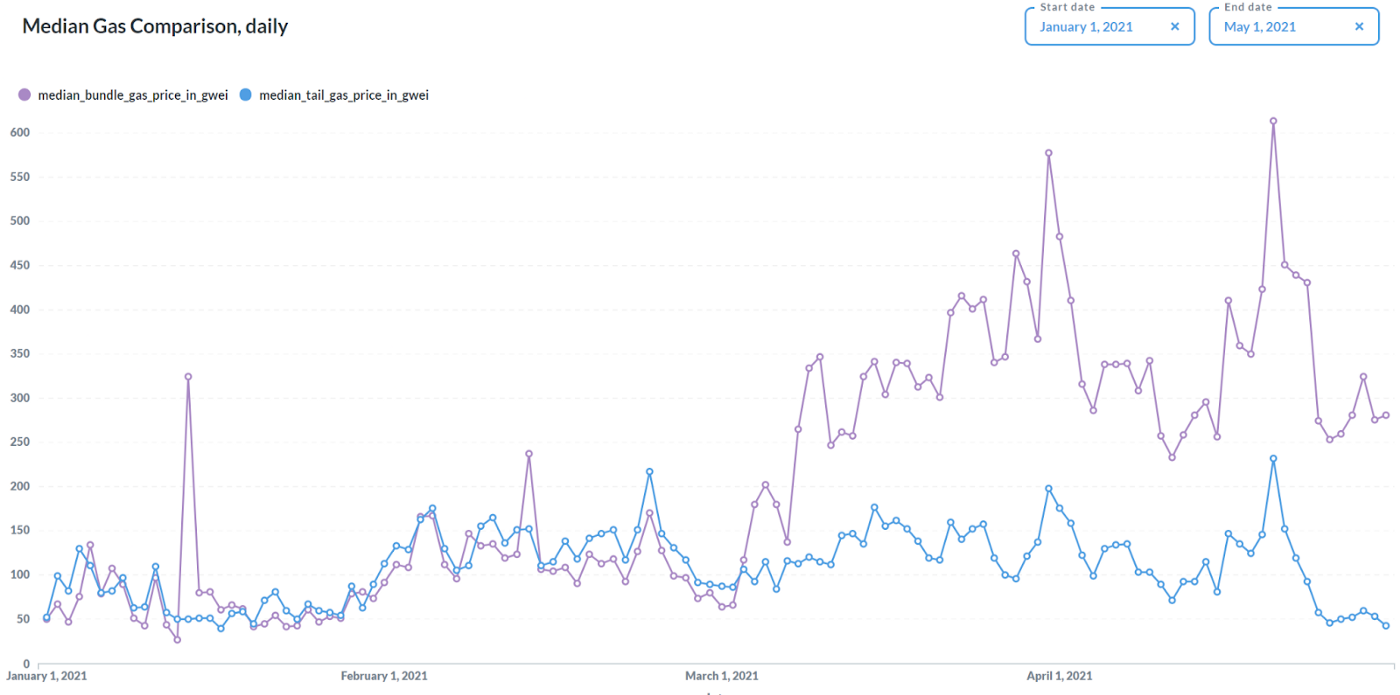 Median Gas Comparison, daily
Start date
January 1, 2021 ×
End date
May 1, 2021 ×
median_bundle_gas_price_in_gwei median_tail_gas_price_in_gwei
600
550
500
450
400
350
300
250
200
150
100
50
0
January 1, 2021 February 1, 2021 March 1, 2021 April 1, 2021